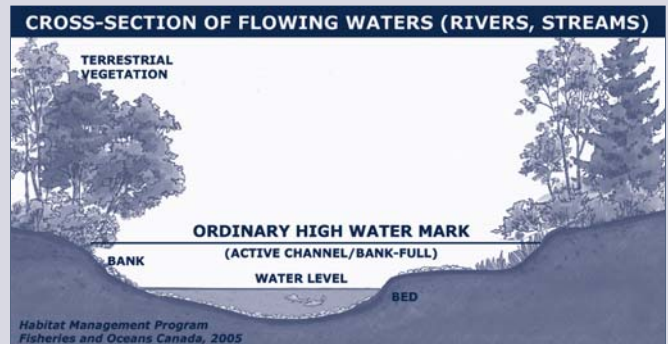 CROSS-SECTION OF FLOWING WATERS (RIVERS, STREAMS)
TERRESTRIAL
VEGETATION
ORDINARY HIGH WATER MARK
(ACTIVE CHANNEL/BANK-FULL)
BANK
WATER LEVEL
BED
Habitat Management Program
Fisheries and Oceans Canada, 2005